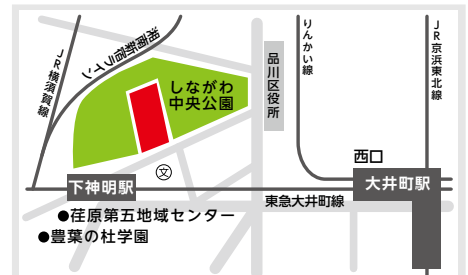 湘南新宿ライン
JR横須賀線
しながわ
中央公園
品川区役所
りんかい線
JR京浜東北線
西口
大井町駅
文
下神明駅
東急大井町線
●荏原第五地域センター
●豊葉の杜学園